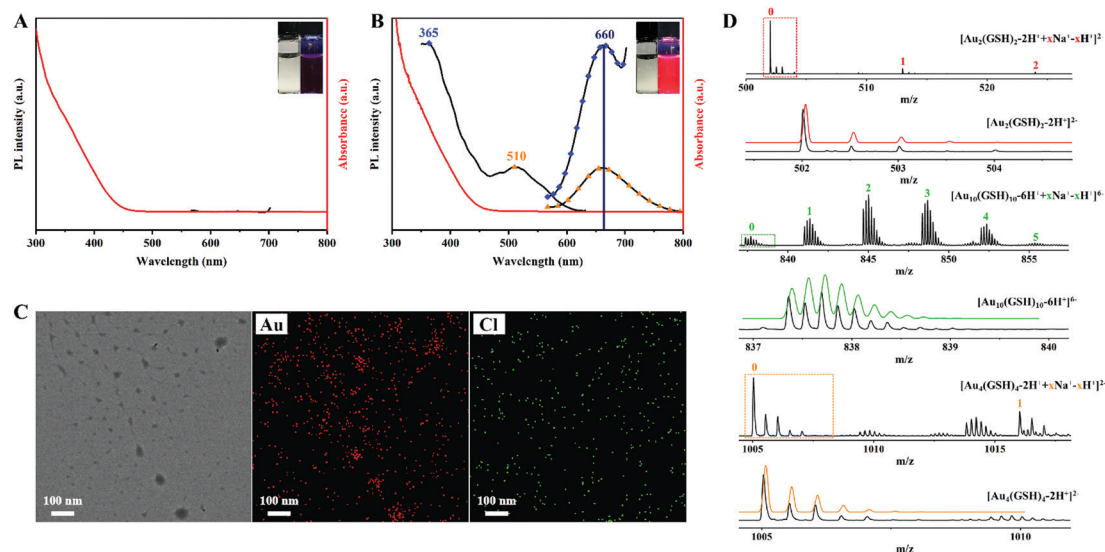 A
PL intensity (a.u.)
Absorbance (a.u.)
300 400 500 600 700 800
Wavelength (nm)
B
365
660
510
PL intensity (a.u.)
Absorbance (a.u.)
300 400 500 600 700 800
Wavelength (nm)
C
Au
Cl
100 nm
100 nm
100 nm
D
0
[Au₂(GSH)₂-2H⁺+xNa⁺-xH⁺]²⁻
1
2
500 510 520
m/z
[Au₂(GSH)₂-2H⁺]²⁻
502 503 504
m/z
[Au₁₀(GSH)₁₀-6H⁺+xNa⁺-xH⁺]⁶⁻
0
1
2
3
4
5
840 845 850 855
m/z
[Au₁₀(GSH)₁₀-6H⁺]⁶⁻
837 838 839 840
m/z
0
[Au₄(GSH)₄-2H⁺+xNa⁺-xH⁺]²⁻
1
1005 1010 1015
m/z
[Au₄(GSH)₄-2H⁺]²⁻
1005 1010
m/z